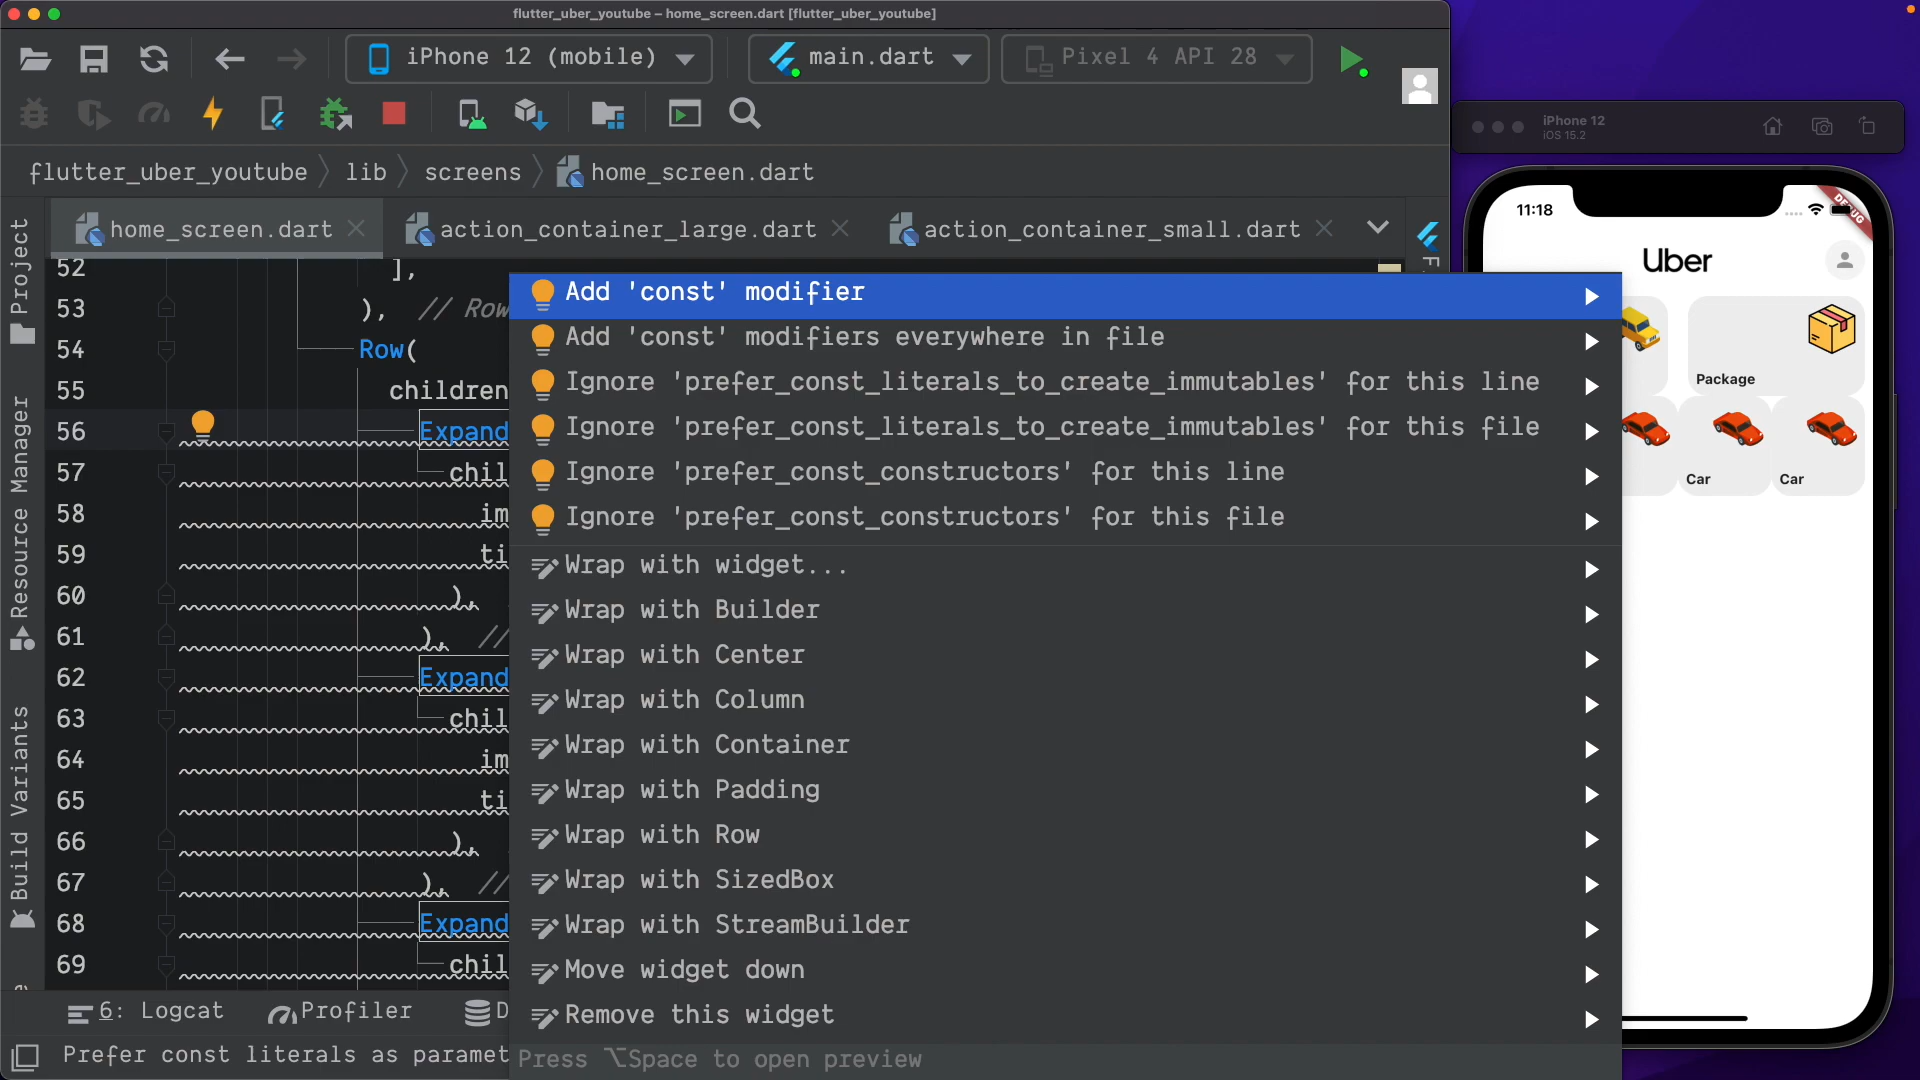 flutter_uber_youtube – home_screen.dart [flutter_uber_youtube]
iPhone 12 (mobile)
main.dart
Pixel 4 API 28
flutter_uber_youtube
lib
screens
home_screen.dart
home_screen.dart
action_container_large.dart
action_container_small.dart
Project
Resource Manager
Build Variants
52 ],
53 ), // Row
54 Row(
55 children
56 Expand
57 chil
58 im
59 ti
60 ),
61 ), //
62 Expand
63 chil
64 im
65 ti
66 ),
67 ), //
68 Expand
69 chil
Add 'const' modifier
Add 'const' modifiers everywhere in file
Ignore 'prefer_const_literals_to_create_immutables' for this line
Ignore 'prefer_const_literals_to_create_immutables' for this file
Ignore 'prefer_const_constructors' for this line
Ignore 'prefer_const_constructors' for this file
Wrap with widget...
Wrap with Builder
Wrap with Center
Wrap with Column
Wrap with Container
Wrap with Padding
Wrap with Row
Wrap with SizedBox
Wrap with StreamBuilder
Move widget down
Remove this widget
Press ⌥Space to open preview
6: Logcat
Profiler
D
Prefer const literals as paramet
iPhone 12
iOS 15.2
11:18
DEBUG
Uber
Package
Car
Car